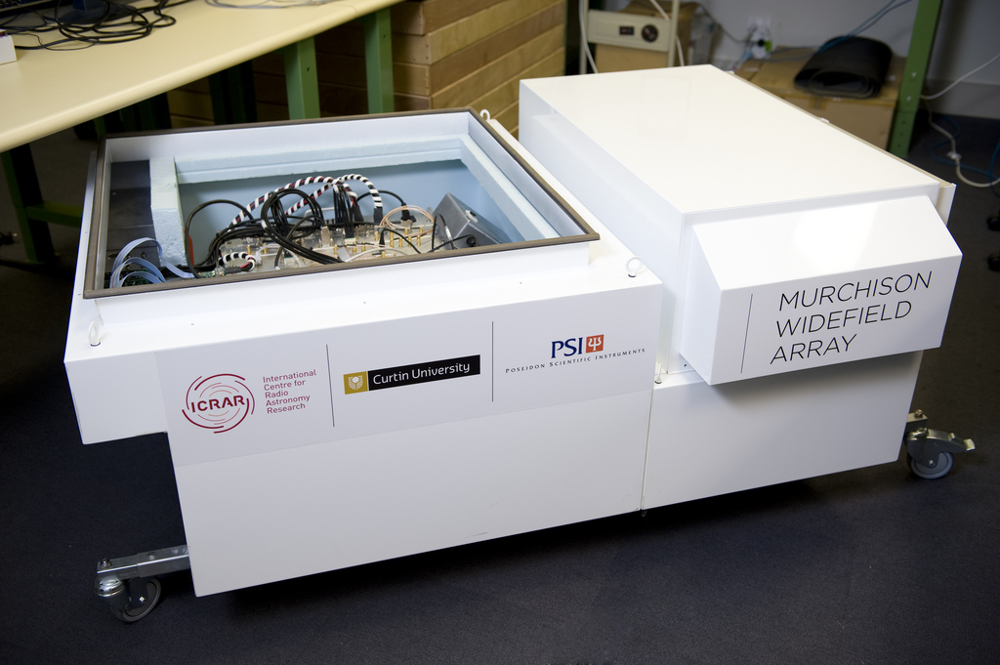 ICRAR
International
Centre for
Radio
Astronomy
Research
Curtin University
PSI
POSEIDON SCIENTIFIC INSTRUMENTS
MURCHISON
WIDEFIELD
ARRAY